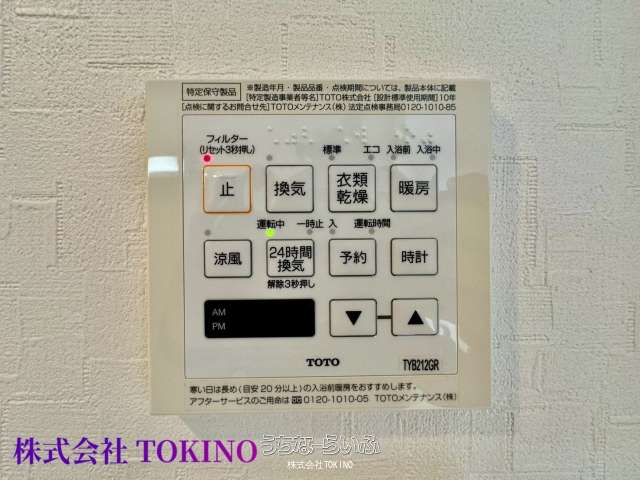 特定保守製品
※製造年月・製品品番・点検期間については、製品本体に記載
[特定製造事業者等名]TOTO株式会社 [設計標準使用期間]10年
[点検に関するお問合せ先]TOTOメンテナンス(株) 法定点検事務局0120-1010-85
フィルター
(リセット3秒押し)
標準 エコ 入浴前 入浴中
止 換気 衣類乾燥 暖房
運転中 一時止 入 運転時間
涼風 24時間換気 予約 時計
解除3秒押し
AM
PM
▼ ▲
TOTO
TYB212GR
寒い日は長め(目安20分以上)の入浴前暖房をおすすめします。
アフターサービスのご用命は 0120-1010-05 TOTOメンテナンス(株)
株式会社 TOKINO
うちなーらいふ
株式会社TOKINO